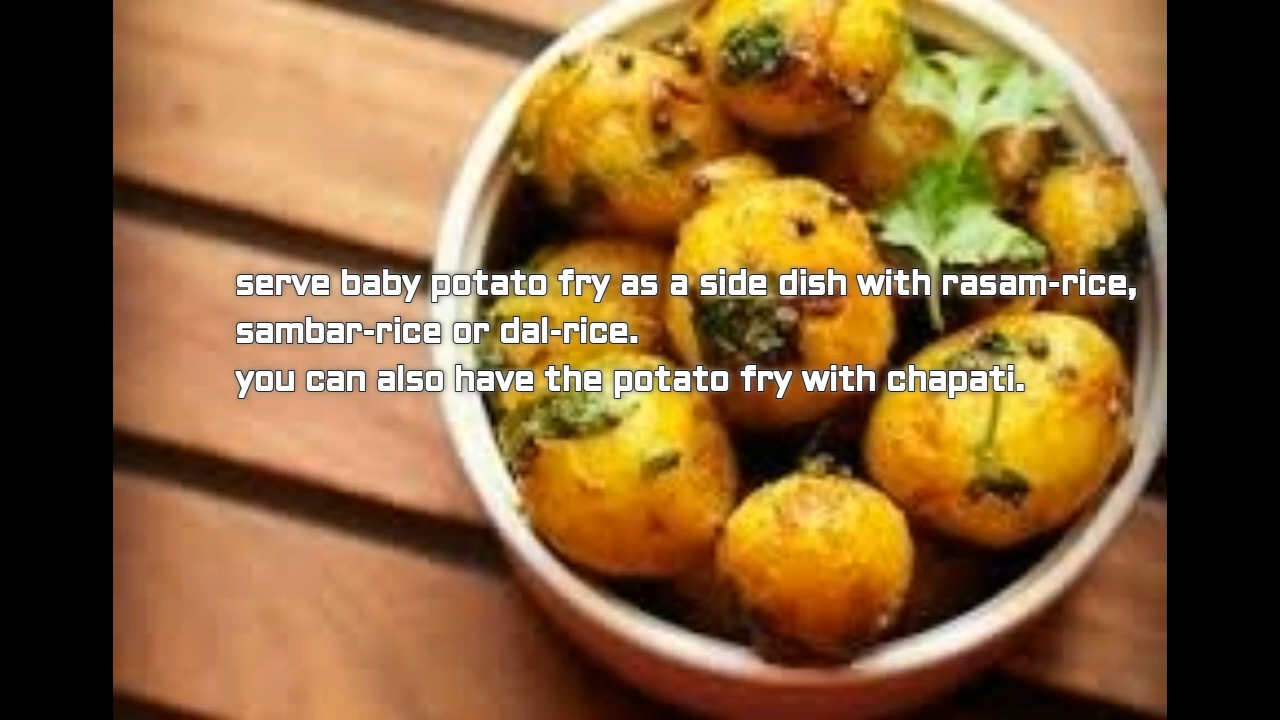 serve baby potato fry as a side dish with rasam-rice,
sambar-rice or dal-rice.
you can also have the potato fry with chapati.